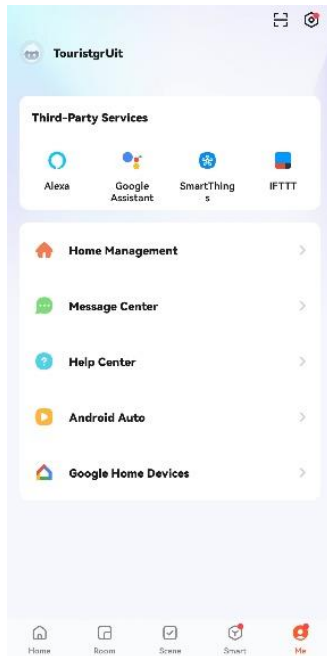 TouristgrUit
Third-Party Services
Alexa
Google
Assistant
SmartThing
s
IFTTT
Home Management
Message Center
Help Center
Android Auto
Google Home Devices
Home Room Scene Smart Me